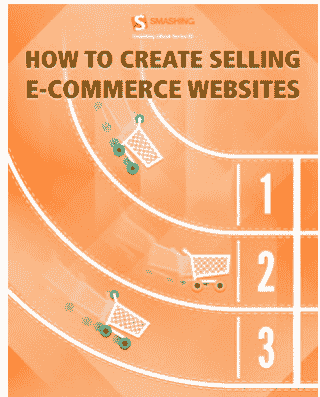 SMASHING
HOW TO CREATE SELLING
E-COMMERCE WEBSITES
1
2
3